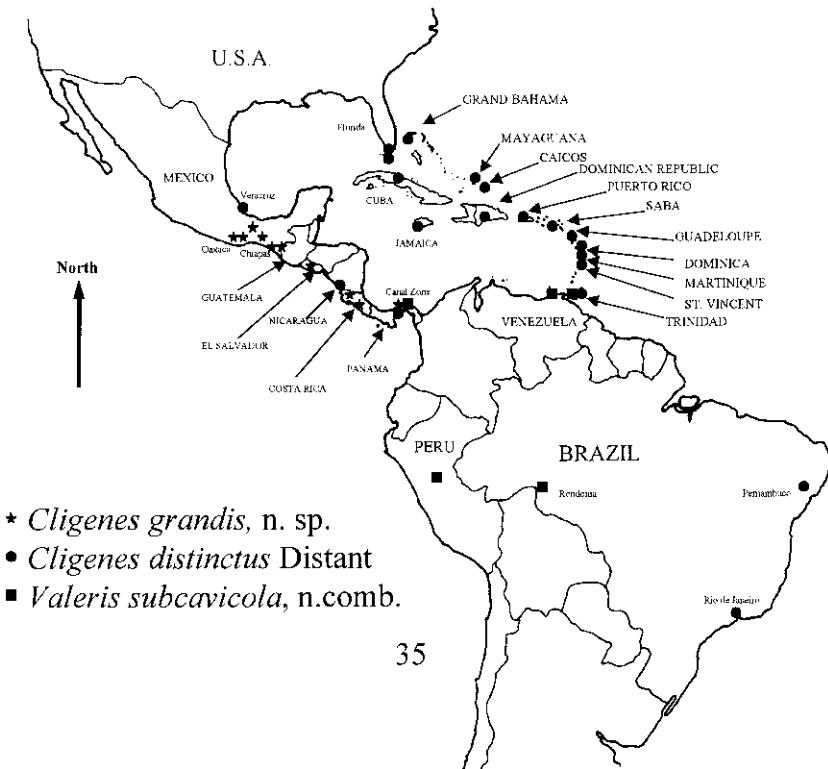 U.S.A.
GRAND BAHAMA
Florida
MAYAGUANA
CAICOS
DOMINICAN REPUBLIC
MEXICO
PUERTO RICO
Veracruz
CUBA
SABA
JAMAICA
GUADELOUPE
Oaxaca
Chiapas
North
DOMINICA
MARTINIQUE
GUATEMALA
Canal Zone
ST. VINCENT
NICARAGUA
VENEZUELA
TRINIDAD
EL SALVADOR
PANAMA
COSTA RICA
PERU
BRAZIL
Rondonia
Pernambuco
★ Cligenes grandis, n. sp.
● Cligenes distinctus Distant
■ Valeris subcavicola, n.comb.
Rio de Janeiro
35